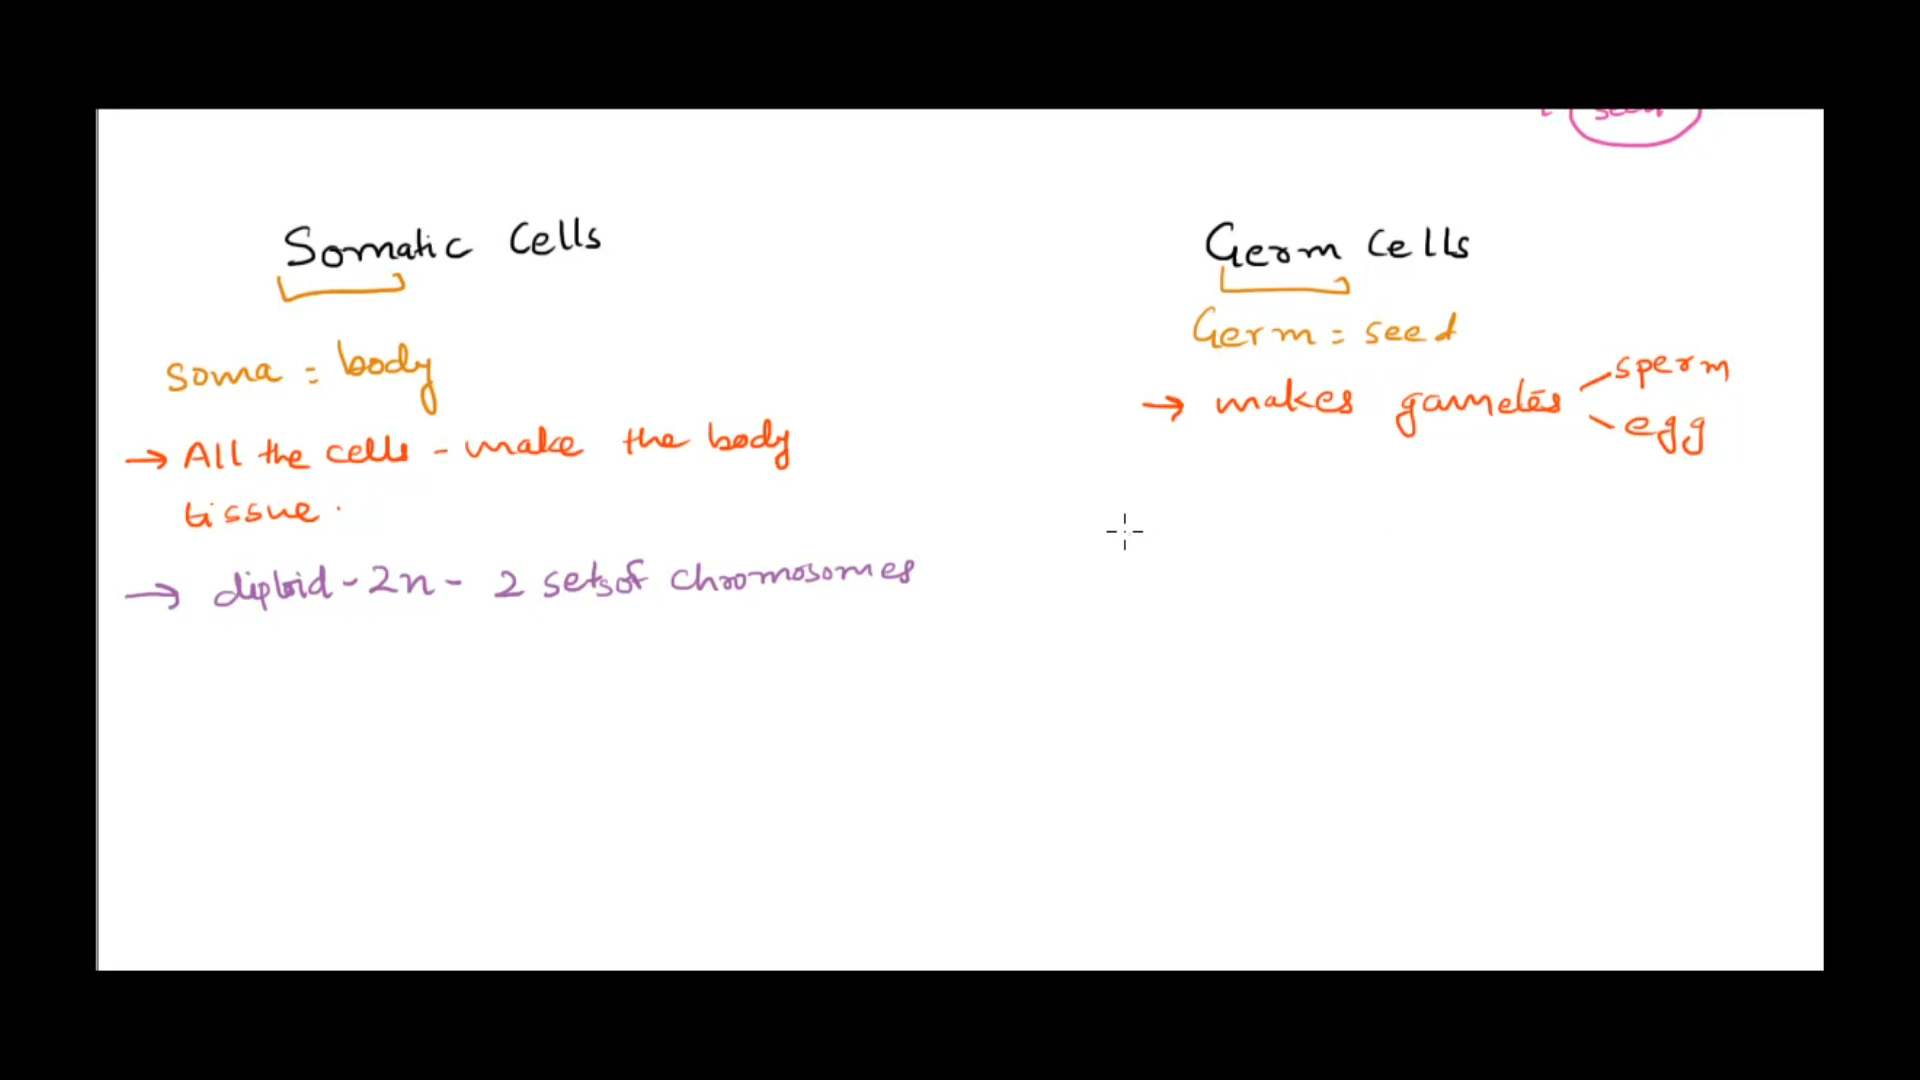 Somatic Cells
soma = body
→ All the cells - make the body
tissue.
→ diploid - 2n - 2 sets of chromosomes
Germ Cells
Germ = seed
→ makes gametes
sperm
egg